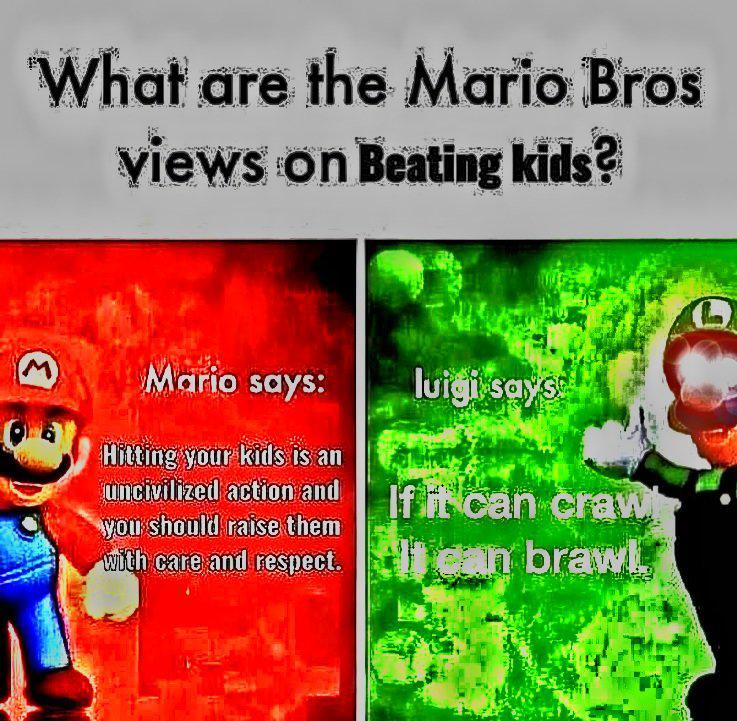 What are the Mario Bros
views on Beating kids?
Mario says:
Hitting your kids is an
uncivilized action and
you should raise them
with care and respect.
luigi says:
If it can crawl
It can brawl.
M
L